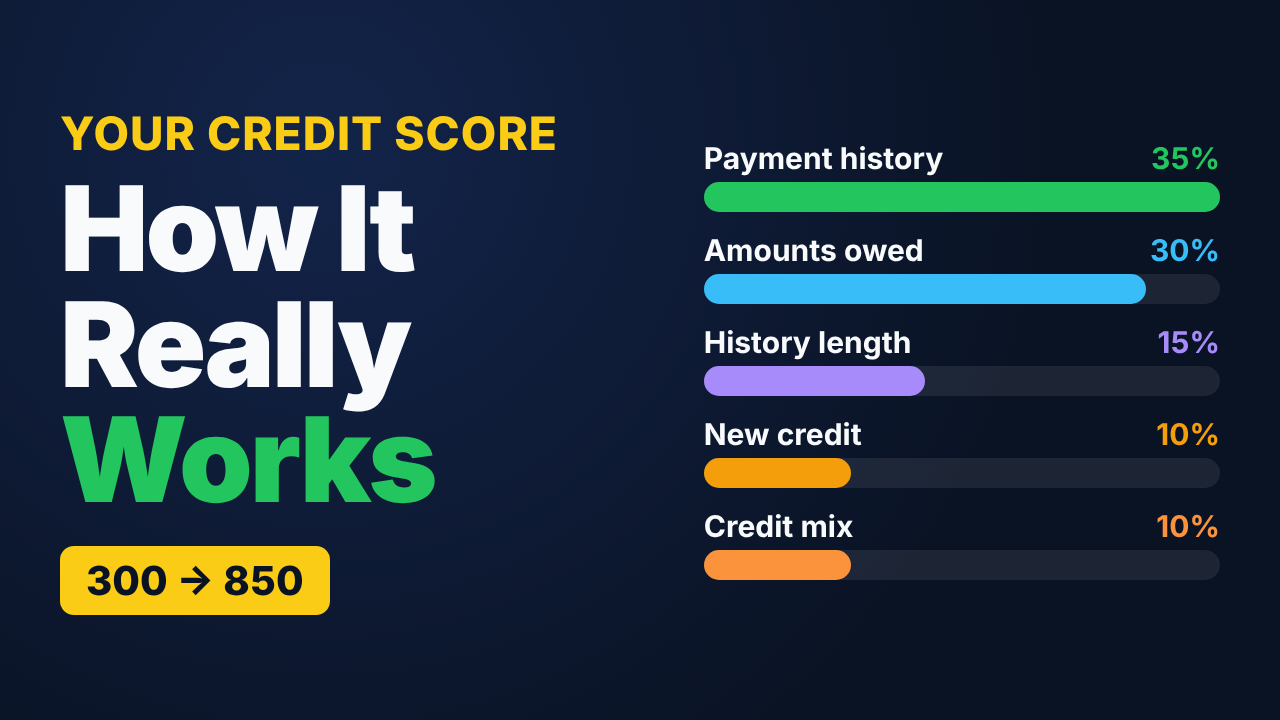 YOUR CREDIT SCORE
How It
Really
Works
300 → 850
Payment history 35%
Amounts owed 30%
History length 15%
New credit 10%
Credit mix 10%